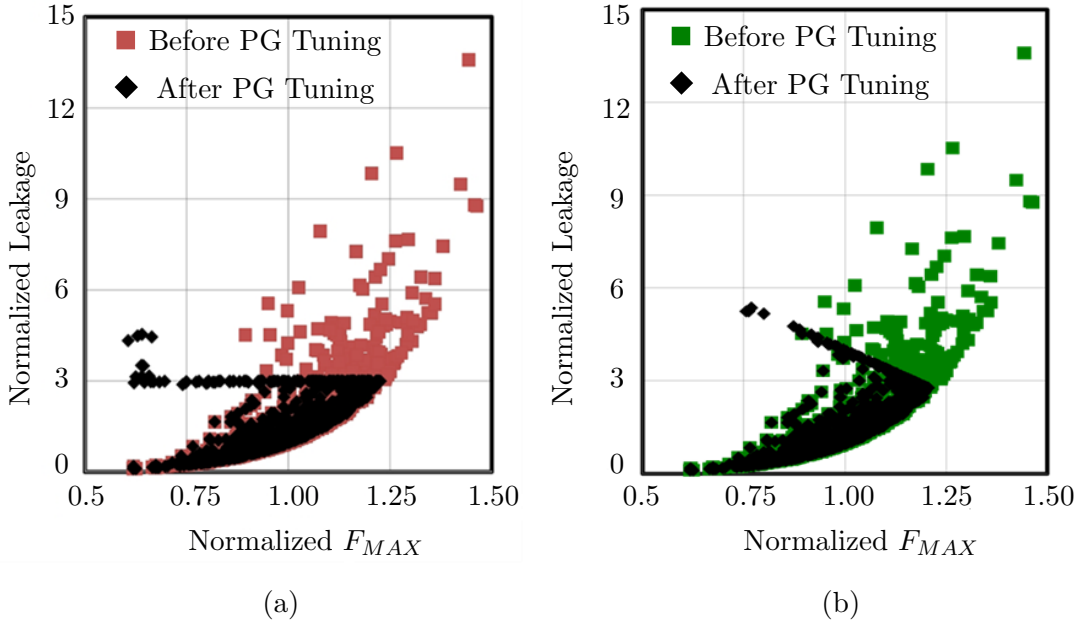 15
12
9
6
3
0
Normalized Leakage
Before PG Tuning
After PG Tuning
0.5 0.75 1.00 1.25 1.50
Normalized F_MAX
(a)
15
12
9
6
3
0
Normalized Leakage
Before PG Tuning
After PG Tuning
0.5 0.75 1.00 1.25 1.50
Normalized F_MAX
(b)